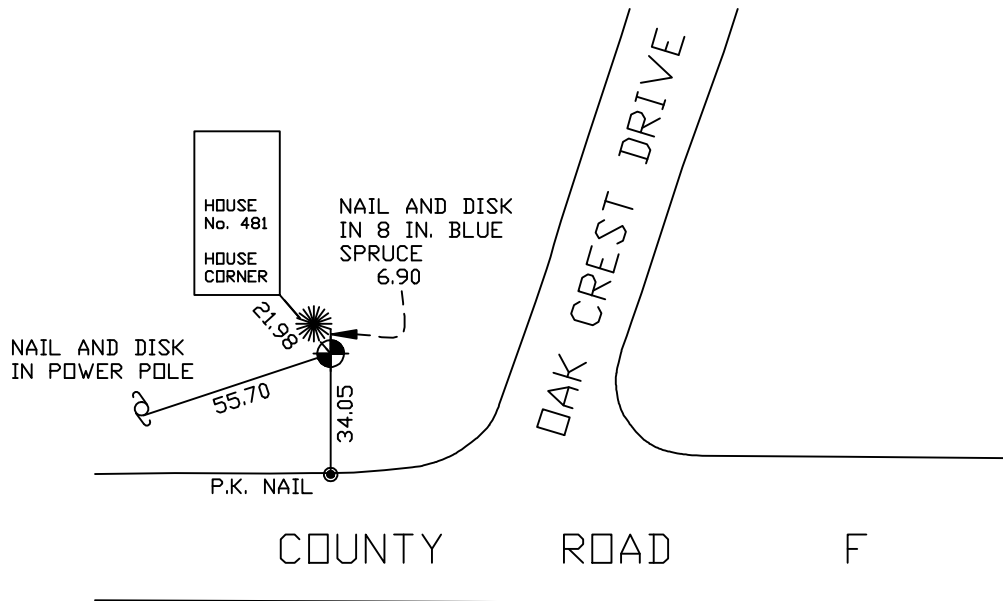 OAK CREST DRIVE
HOUSE
No. 481
HOUSE
CORNER
NAIL AND DISK
IN 8 IN. BLUE
SPRUCE
6.90
21.98
NAIL AND DISK
IN POWER POLE
55.70
34.05
P.K. NAIL
COUNTY ROAD F